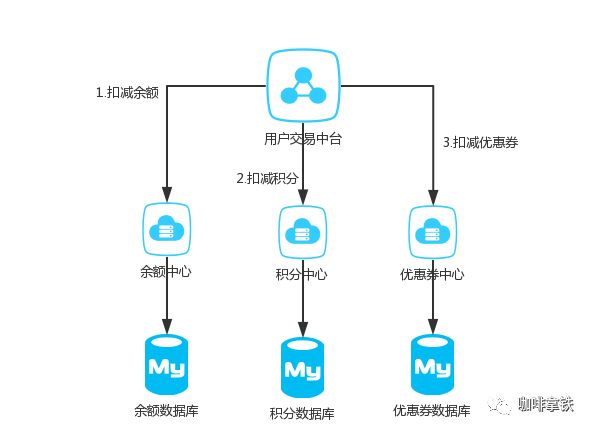 1.扣减余额
用户交易中台
3.扣减优惠券
2.扣减积分
余额中心
积分中心
优惠券中心
My
My
My
余额数据库
积分数据库
优惠券数据库
咖啡拿铁